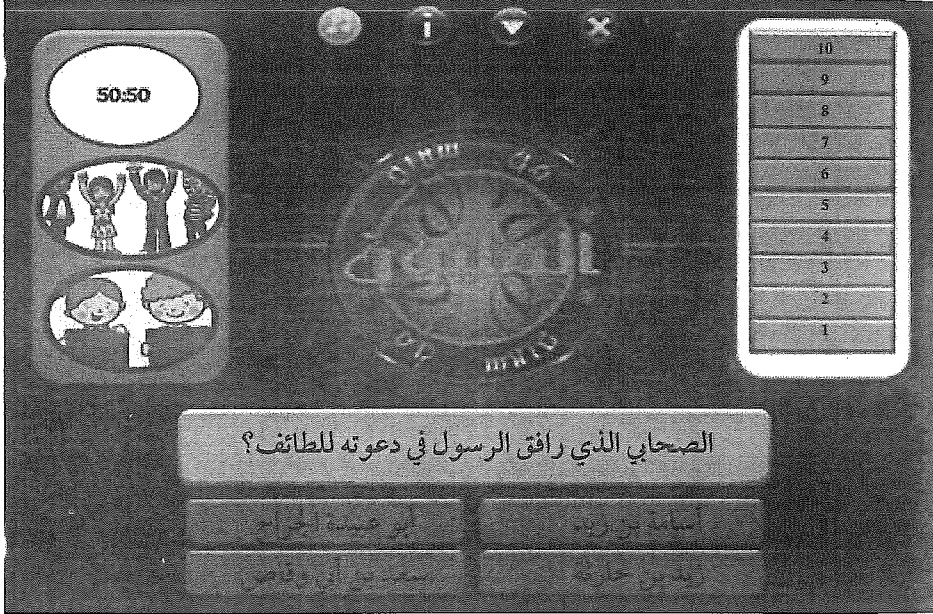 50:50
10
9
8
7
6
5
4
3
2
1
المتفوق
الصحابي الذي رافق الرسول في دعوته للطائف؟
أسامة بن زيد
أبو عبيدة الجراح
زيد بن حارثة
سعد بن أبي وقاص